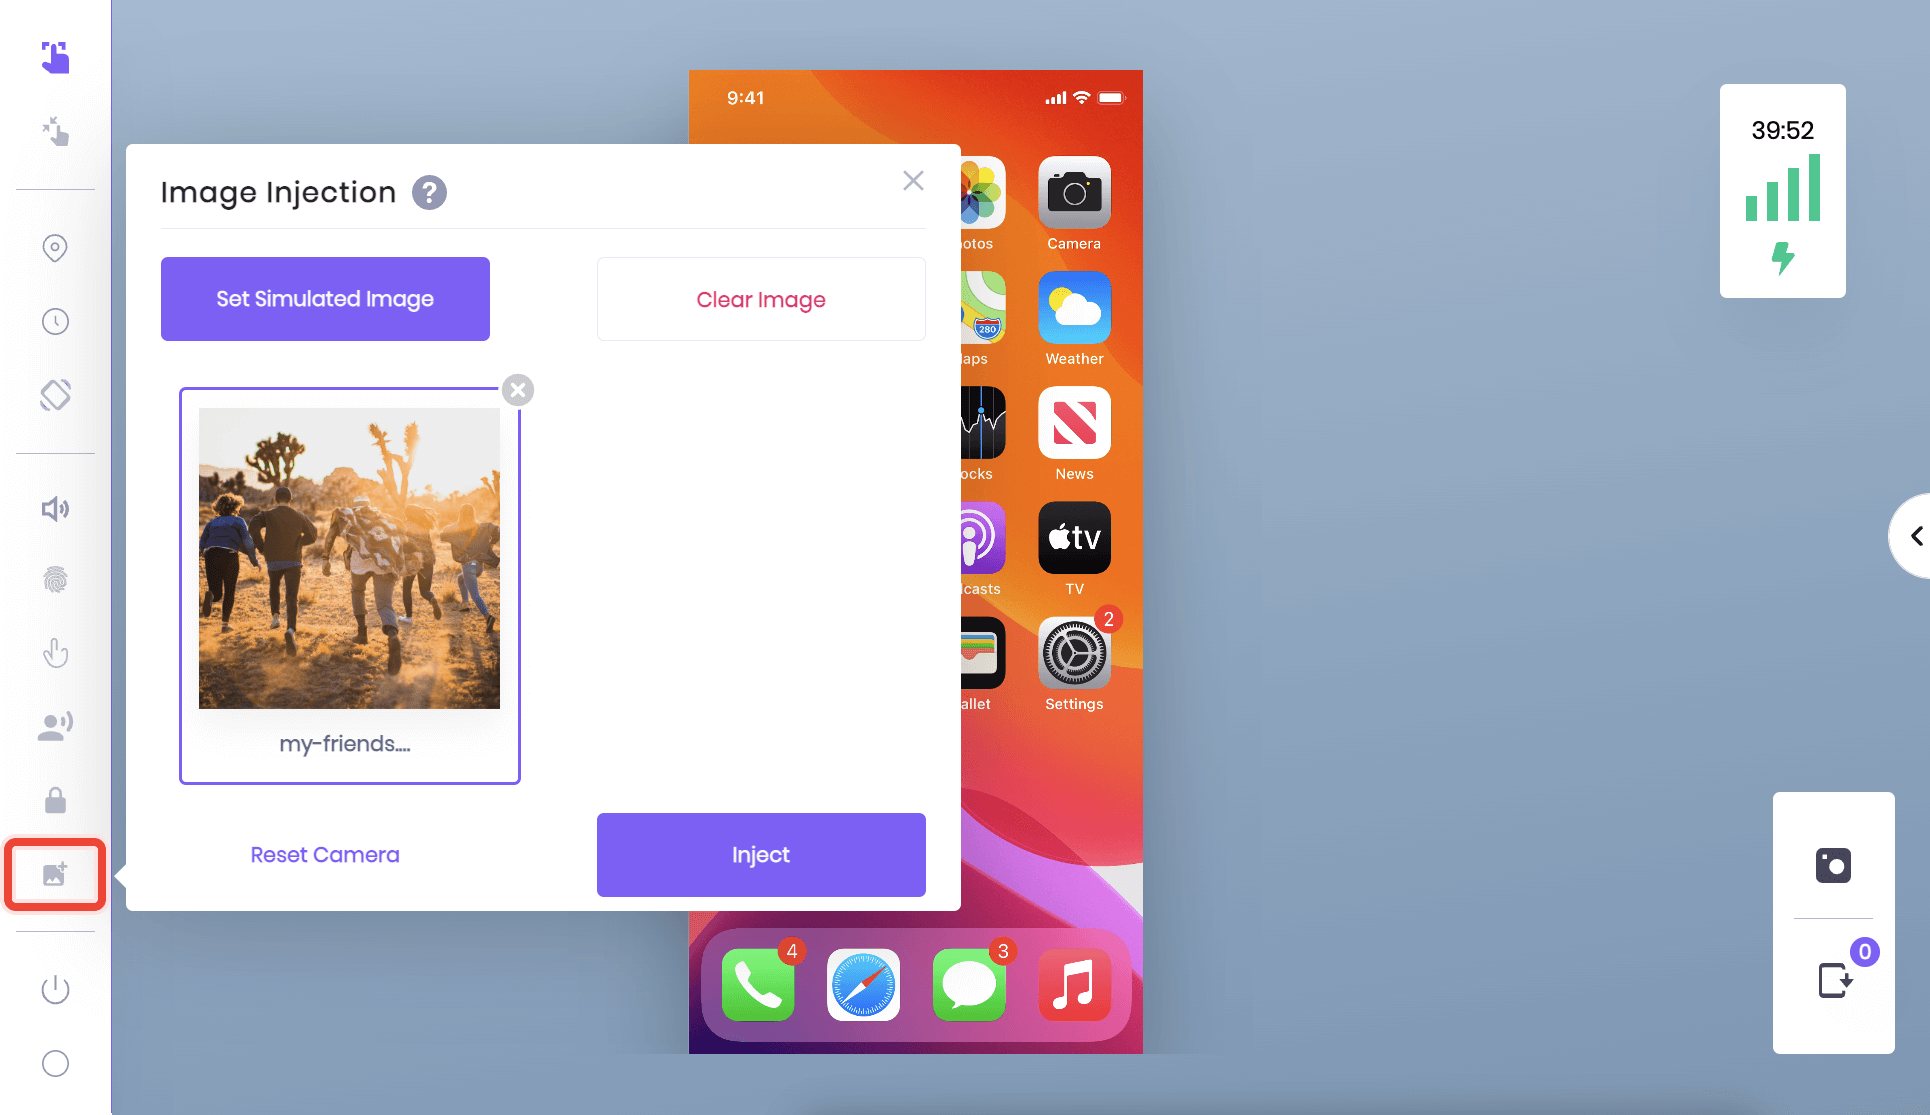 9:41
39:52
Image Injection ?
Set Simulated Image
Clear Image
my-friends....
Reset Camera
Inject
otos
Camera
280
aps
Weather
ocks
News
tv
casts
TV
2
allet
Settings
4
3
0